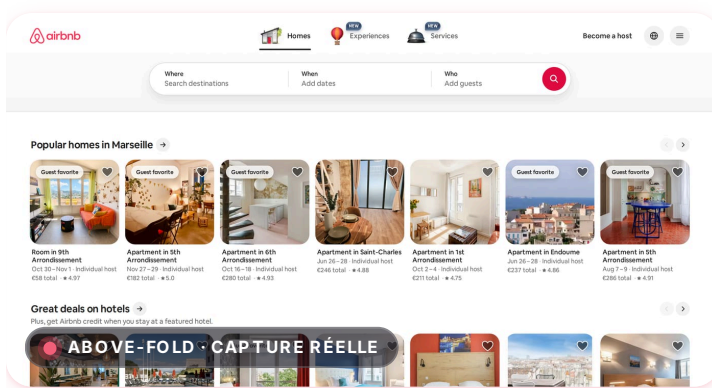 airbnb
Homes
NEW
Experiences
NEW
Services
Become a host
Where
Search destinations
When
Add dates
Who
Add guests
Popular homes in Marseille
Guest favorite
Guest favorite
Guest favorite
Guest favorite
Guest favorite
Room in 9th
Arrondissement
Oct 30 – Nov 1 · Individual host
€58 total · ★ 4.97
Apartment in 5th
Arrondissement
Nov 27 – 29 · Individual host
€182 total · ★ 5.0
Apartment in 6th
Arrondissement
Oct 16 – 18 · Individual host
€280 total · ★ 4.93
Apartment in Saint-Charles
Jun 26 – 28 · Individual host
€246 total · ★ 4.88
Apartment in 1st
Arrondissement
Oct 2 – 4 · Individual host
€211 total · ★ 4.75
Apartment in Endoume
Jun 26 – 28 · Individual host
€237 total · ★ 4.86
Apartment in 5th
Arrondissement
Aug 7 – 9 · Individual host
€286 total · ★ 4.91
Great deals on hotels
Plus, get Airbnb credit when you stay at a featured hotel.
ABOVE-FOLD · CAPTURE RÉELLE